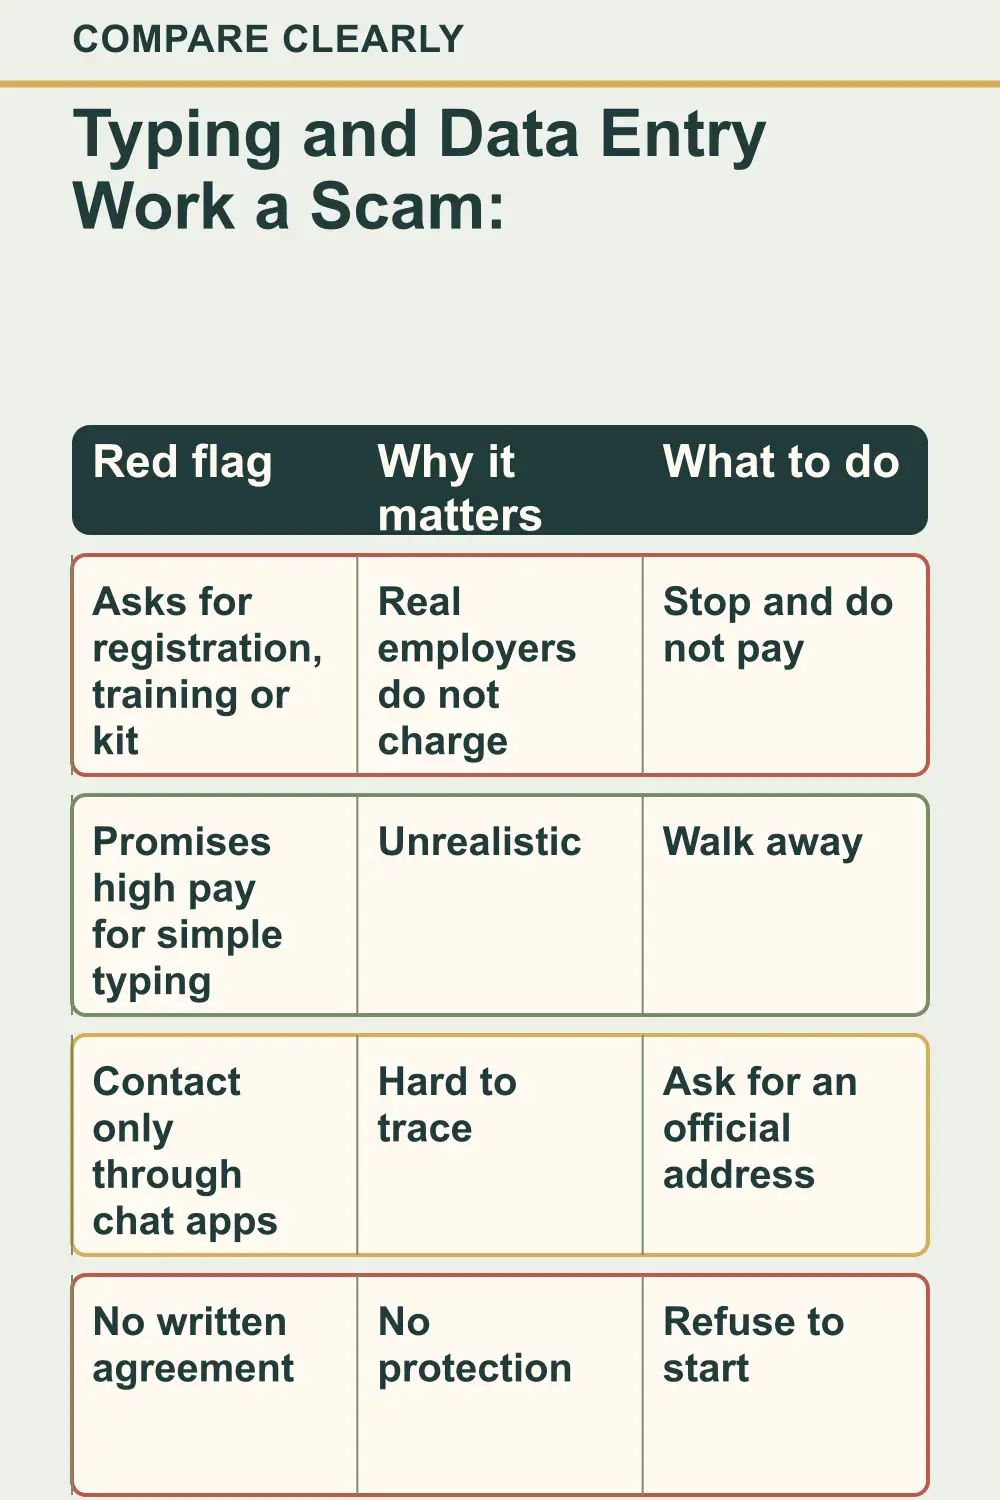 COMPARE CLEARLY
Typing and Data Entry
Work a Scam:
Red flag
Why it
matters
What to do
Asks for
registration,
training or
kit
Real
employers
do not
charge
Stop and do
not pay
Promises
high pay
for simple
typing
Unrealistic
Walk away
Contact
only
through
chat apps
Hard to
trace
Ask for an
official
address
No written
agreement
No
protection
Refuse to
start